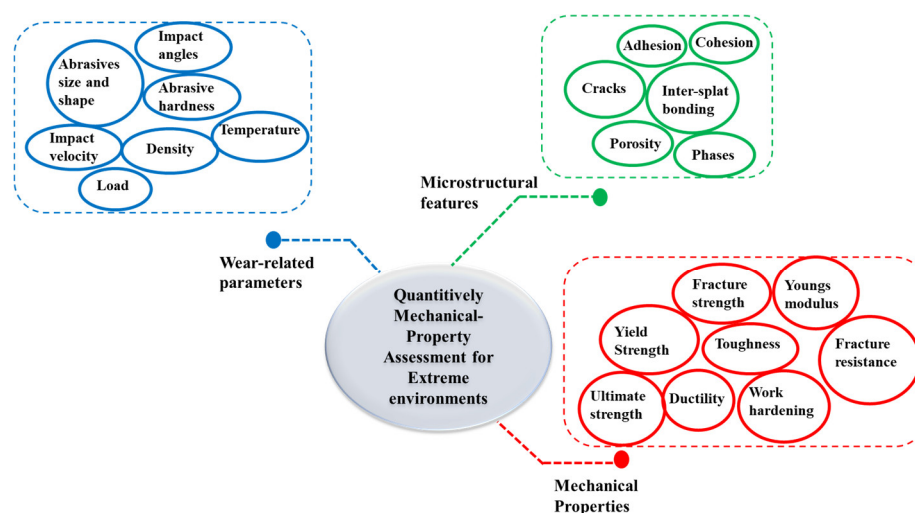 Impact
angles
Abrasives
size and
shape
Abrasive
hardness
Temperature
Impact
velocity
Density
Load
Wear-related
parameters
Adhesion
Cohesion
Cracks
Inter-splat
bonding
Porosity
Phases
Microstructural
features
Quantitively
Mechanical-
Property
Assessment for
Extreme
environments
Fracture
strength
Youngs
modulus
Yield
Strength
Toughness
Fracture
resistance
Ultimate
strength
Ductility
Work
hardening
Mechanical
Properties